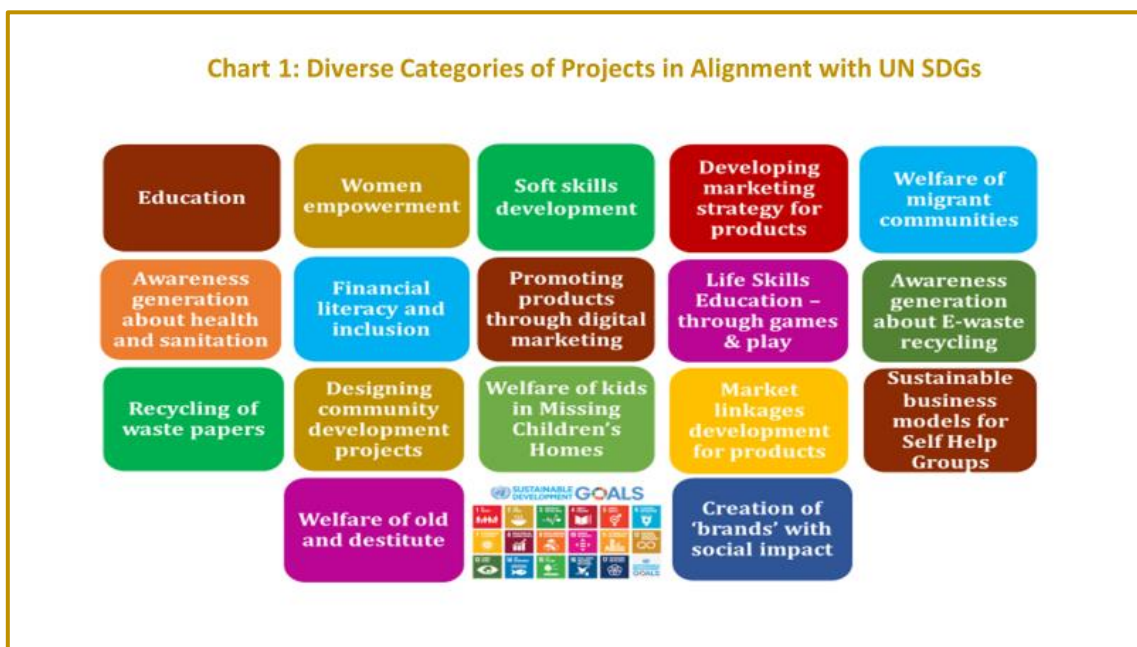 Chart 1: Diverse Categories of Projects in Alignment with UN SDGs
Education
Women
empowerment
Soft skills
development
Developing
marketing
strategy for
products
Welfare of
migrant
communities
Awareness
generation
about health
and sanitation
Financial
literacy and
inclusion
Promoting
products
through digital
marketing
Life Skills
Education –
through games
& play
Awareness
generation
about E-waste
recycling
Recycling of
waste papers
Designing
community
development
projects
Welfare of kids
in Missing
Children’s
Homes
Market
linkages
development
for products
Sustainable
business
models for
Self Help
Groups
Welfare of old
and destitute
SUSTAINABLE
DEVELOPMENT GOALS
Creation of
‘brands’ with
social impact